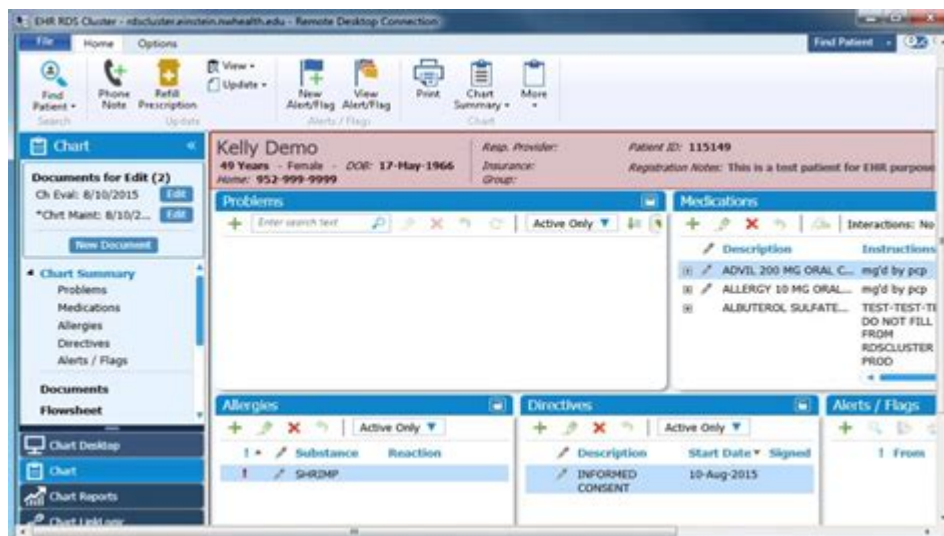 EHR RDS Cluster - rdscluster.einstein.nwhealth.edu - Remote Desktop Connection
File Home Options Find Patient
Find Patient
Phone Note
Refill Prescription
View
Update
New Alert/Flag
View Alert/Flag
Print
Chart Summary
More
Search Update Alerts / Flags Chart
Chart
Documents for Edit (2)
Ch Eval: 8/10/2015 Edit
*Chrt Maint: 8/10/2... Edit
New Document
Chart Summary
Problems
Medications
Allergies
Directives
Alerts / Flags
Documents
Flowsheet
Chart Desktop
Chart
Chart Reports
Chart LinkLogic
Kelly Demo
49 Years - Female - DOB: 17-May-1966
Home: 952-999-9999
Resp. Provider:
Insurance:
Group:
Patient ID: 115149
Registration Notes: This is a test patient for EHR purpose
Problems
Enter search text Active Only
Medications
Interactions: No
Description Instructions
ADVIL 200 MG ORAL C... mg'd by pcp
ALLERGY 10 MG ORAL... mg'd by pcp
ALBUTEROL SULFATE... TEST-TEST-TE
DO NOT FILL
FROM
RDSCLUSTER
PROD
Allergies
Active Only
! Substance Reaction
! SHRIMP
Directives
Active Only
Description Start Date Signed
INFORMED CONSENT 10-Aug-2015
Alerts / Flags
! From